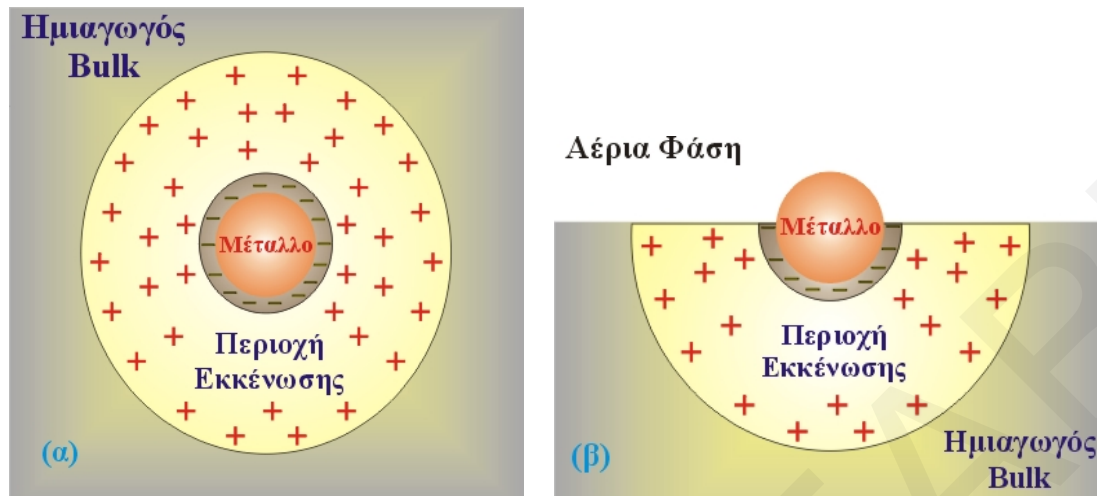 Ημιαγωγός
Bulk
Μέταλλο
Περιοχή
Εκκένωσης
(α)
Αέρια Φάση
Μέταλλο
Περιοχή
Εκκένωσης
(β)
Ημιαγωγός
Bulk